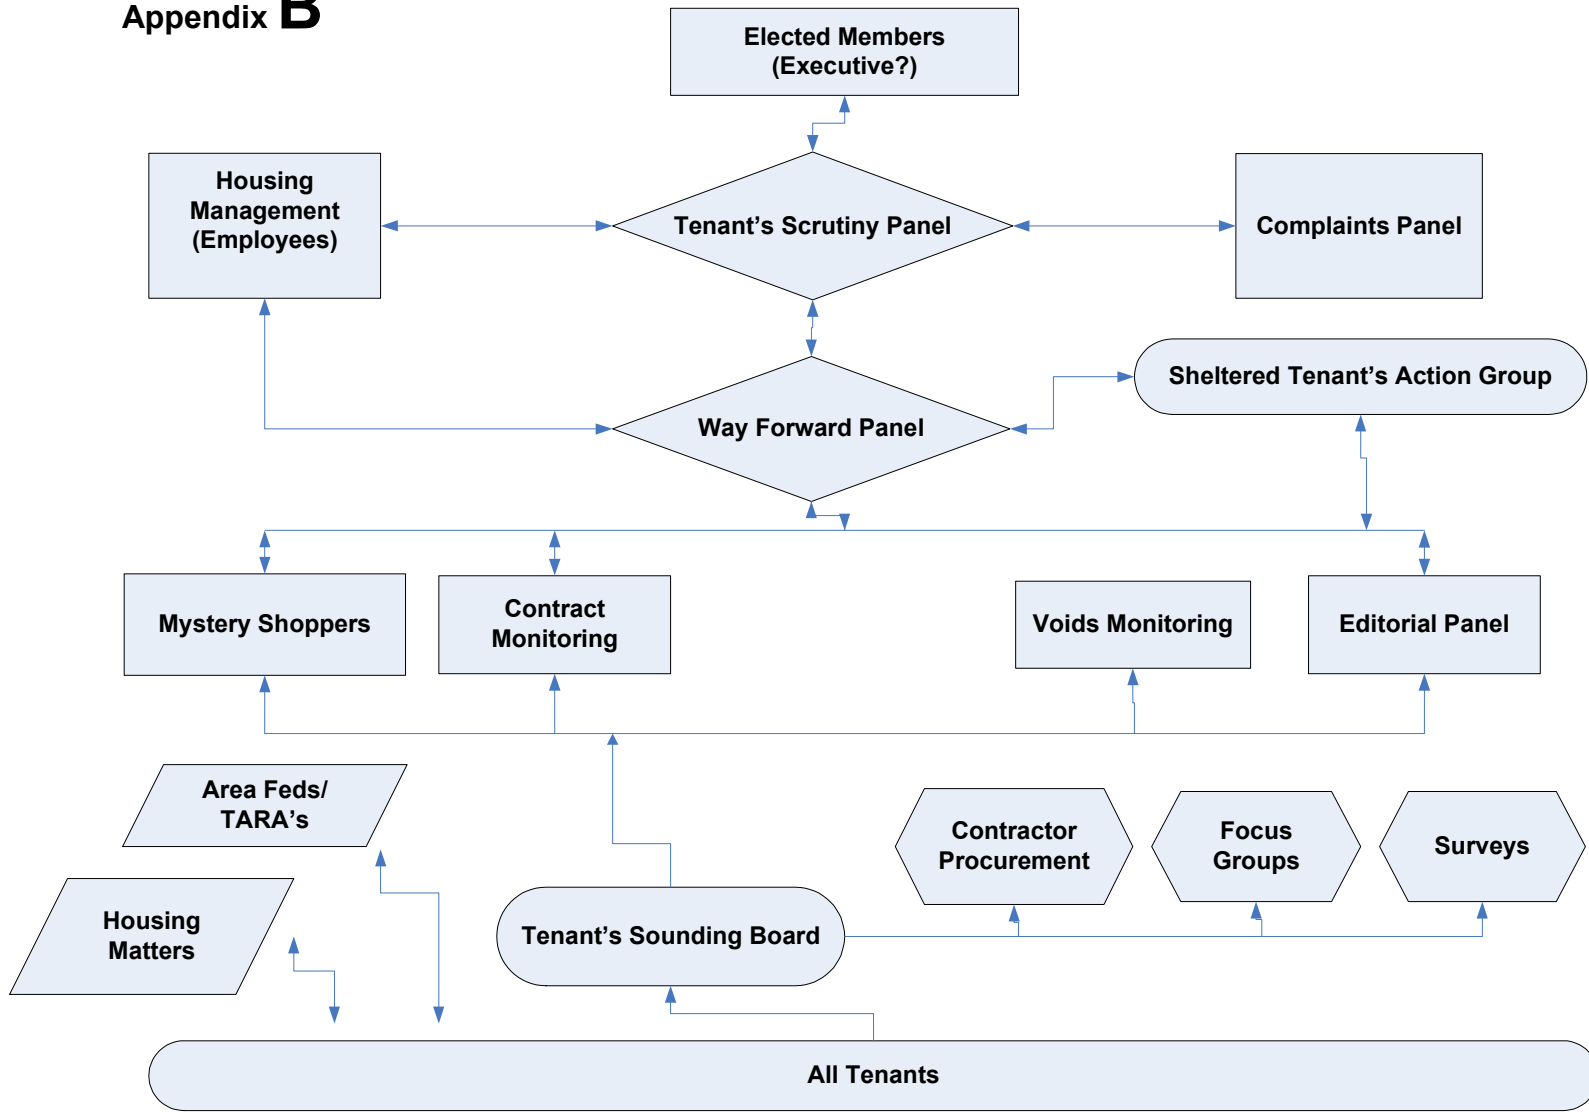 Appendix B
Elected Members
(Executive?)
Housing
Management
(Employees)
Tenant's Scrutiny Panel
Complaints Panel
Sheltered Tenant's Action Group
Way Forward Panel
Mystery Shoppers
Contract
Monitoring
Voids Monitoring
Editorial Panel
Area Feds/
TARA's
Contractor
Procurement
Focus
Groups
Surveys
Housing
Matters
Tenant's Sounding Board
All Tenants